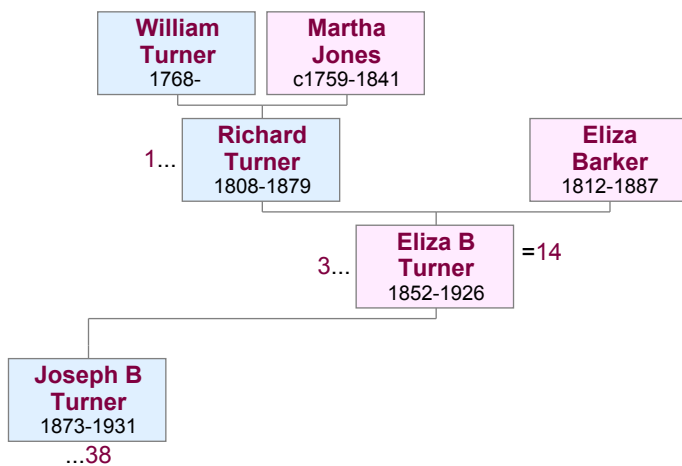 William
Turner
1768-
Martha
Jones
c1759-1841
1...
Richard
Turner
1808-1879
Eliza
Barker
1812-1887
3...
Eliza B
Turner
1852-1926
=14
Joseph B
Turner
1873-1931
...38